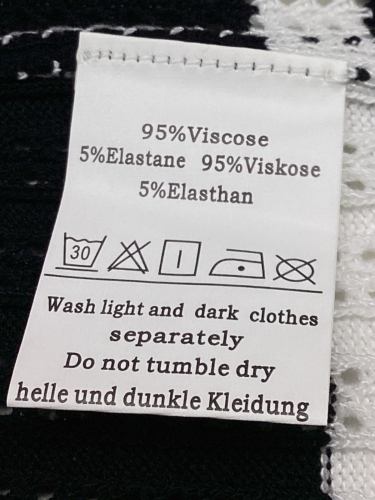 95%Viscose
5%Elastane 95%Viskose
5%Elasthan
30
Wash light and dark clothes
separately
Do not tumble dry
helle und dunkle Kleidung